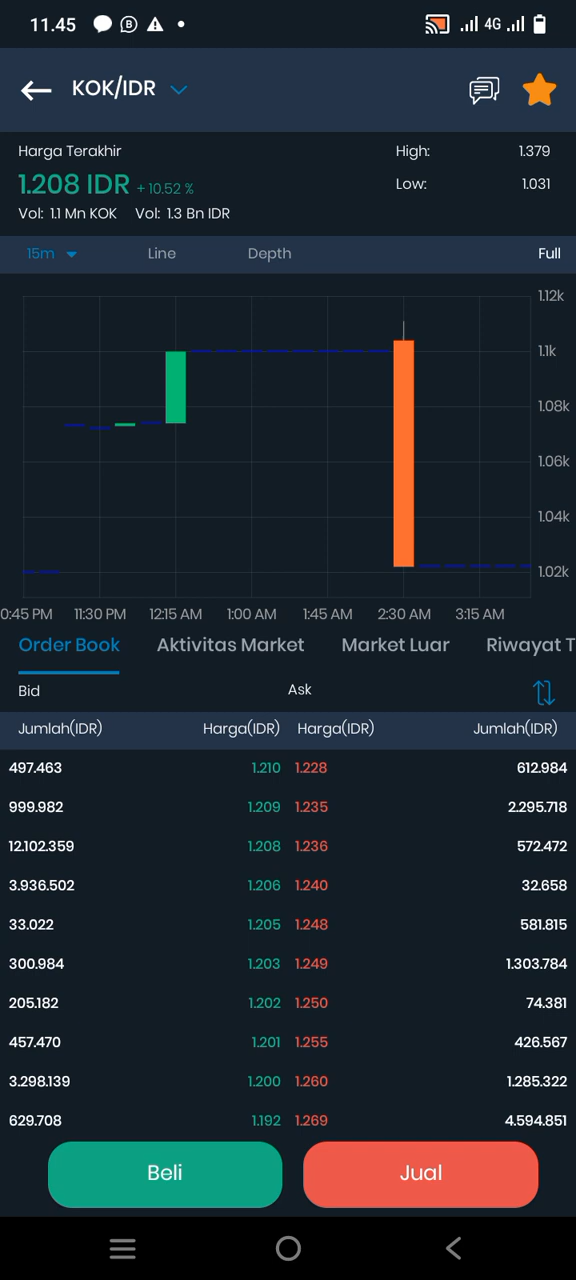 11.45 4G
KOK/IDR
Harga Terakhir High: 1.379
1.208 IDR + 10.52 % Low: 1.031
Vol: 1.1 Mn KOK Vol: 1.3 Bn IDR
15m Line Depth Full
1.12k
1.1k
1.08k
1.06k
1.04k
1.02k
0:45 PM 11:30 PM 12:15 AM 1:00 AM 1:45 AM 2:30 AM 3:15 AM
Order Book Aktivitas Market Market Luar Riwayat T
Bid Ask
Jumlah(IDR) Harga(IDR) Harga(IDR) Jumlah(IDR)
497.463 1.210 1.228 612.984
999.982 1.209 1.235 2.295.718
12.102.359 1.208 1.236 572.472
3.936.502 1.206 1.240 32.658
33.022 1.205 1.248 581.815
300.984 1.203 1.249 1.303.784
205.182 1.202 1.250 74.381
457.470 1.201 1.255 426.567
3.298.139 1.200 1.260 1.285.322
629.708 1.192 1.269 4.594.851
Beli Jual